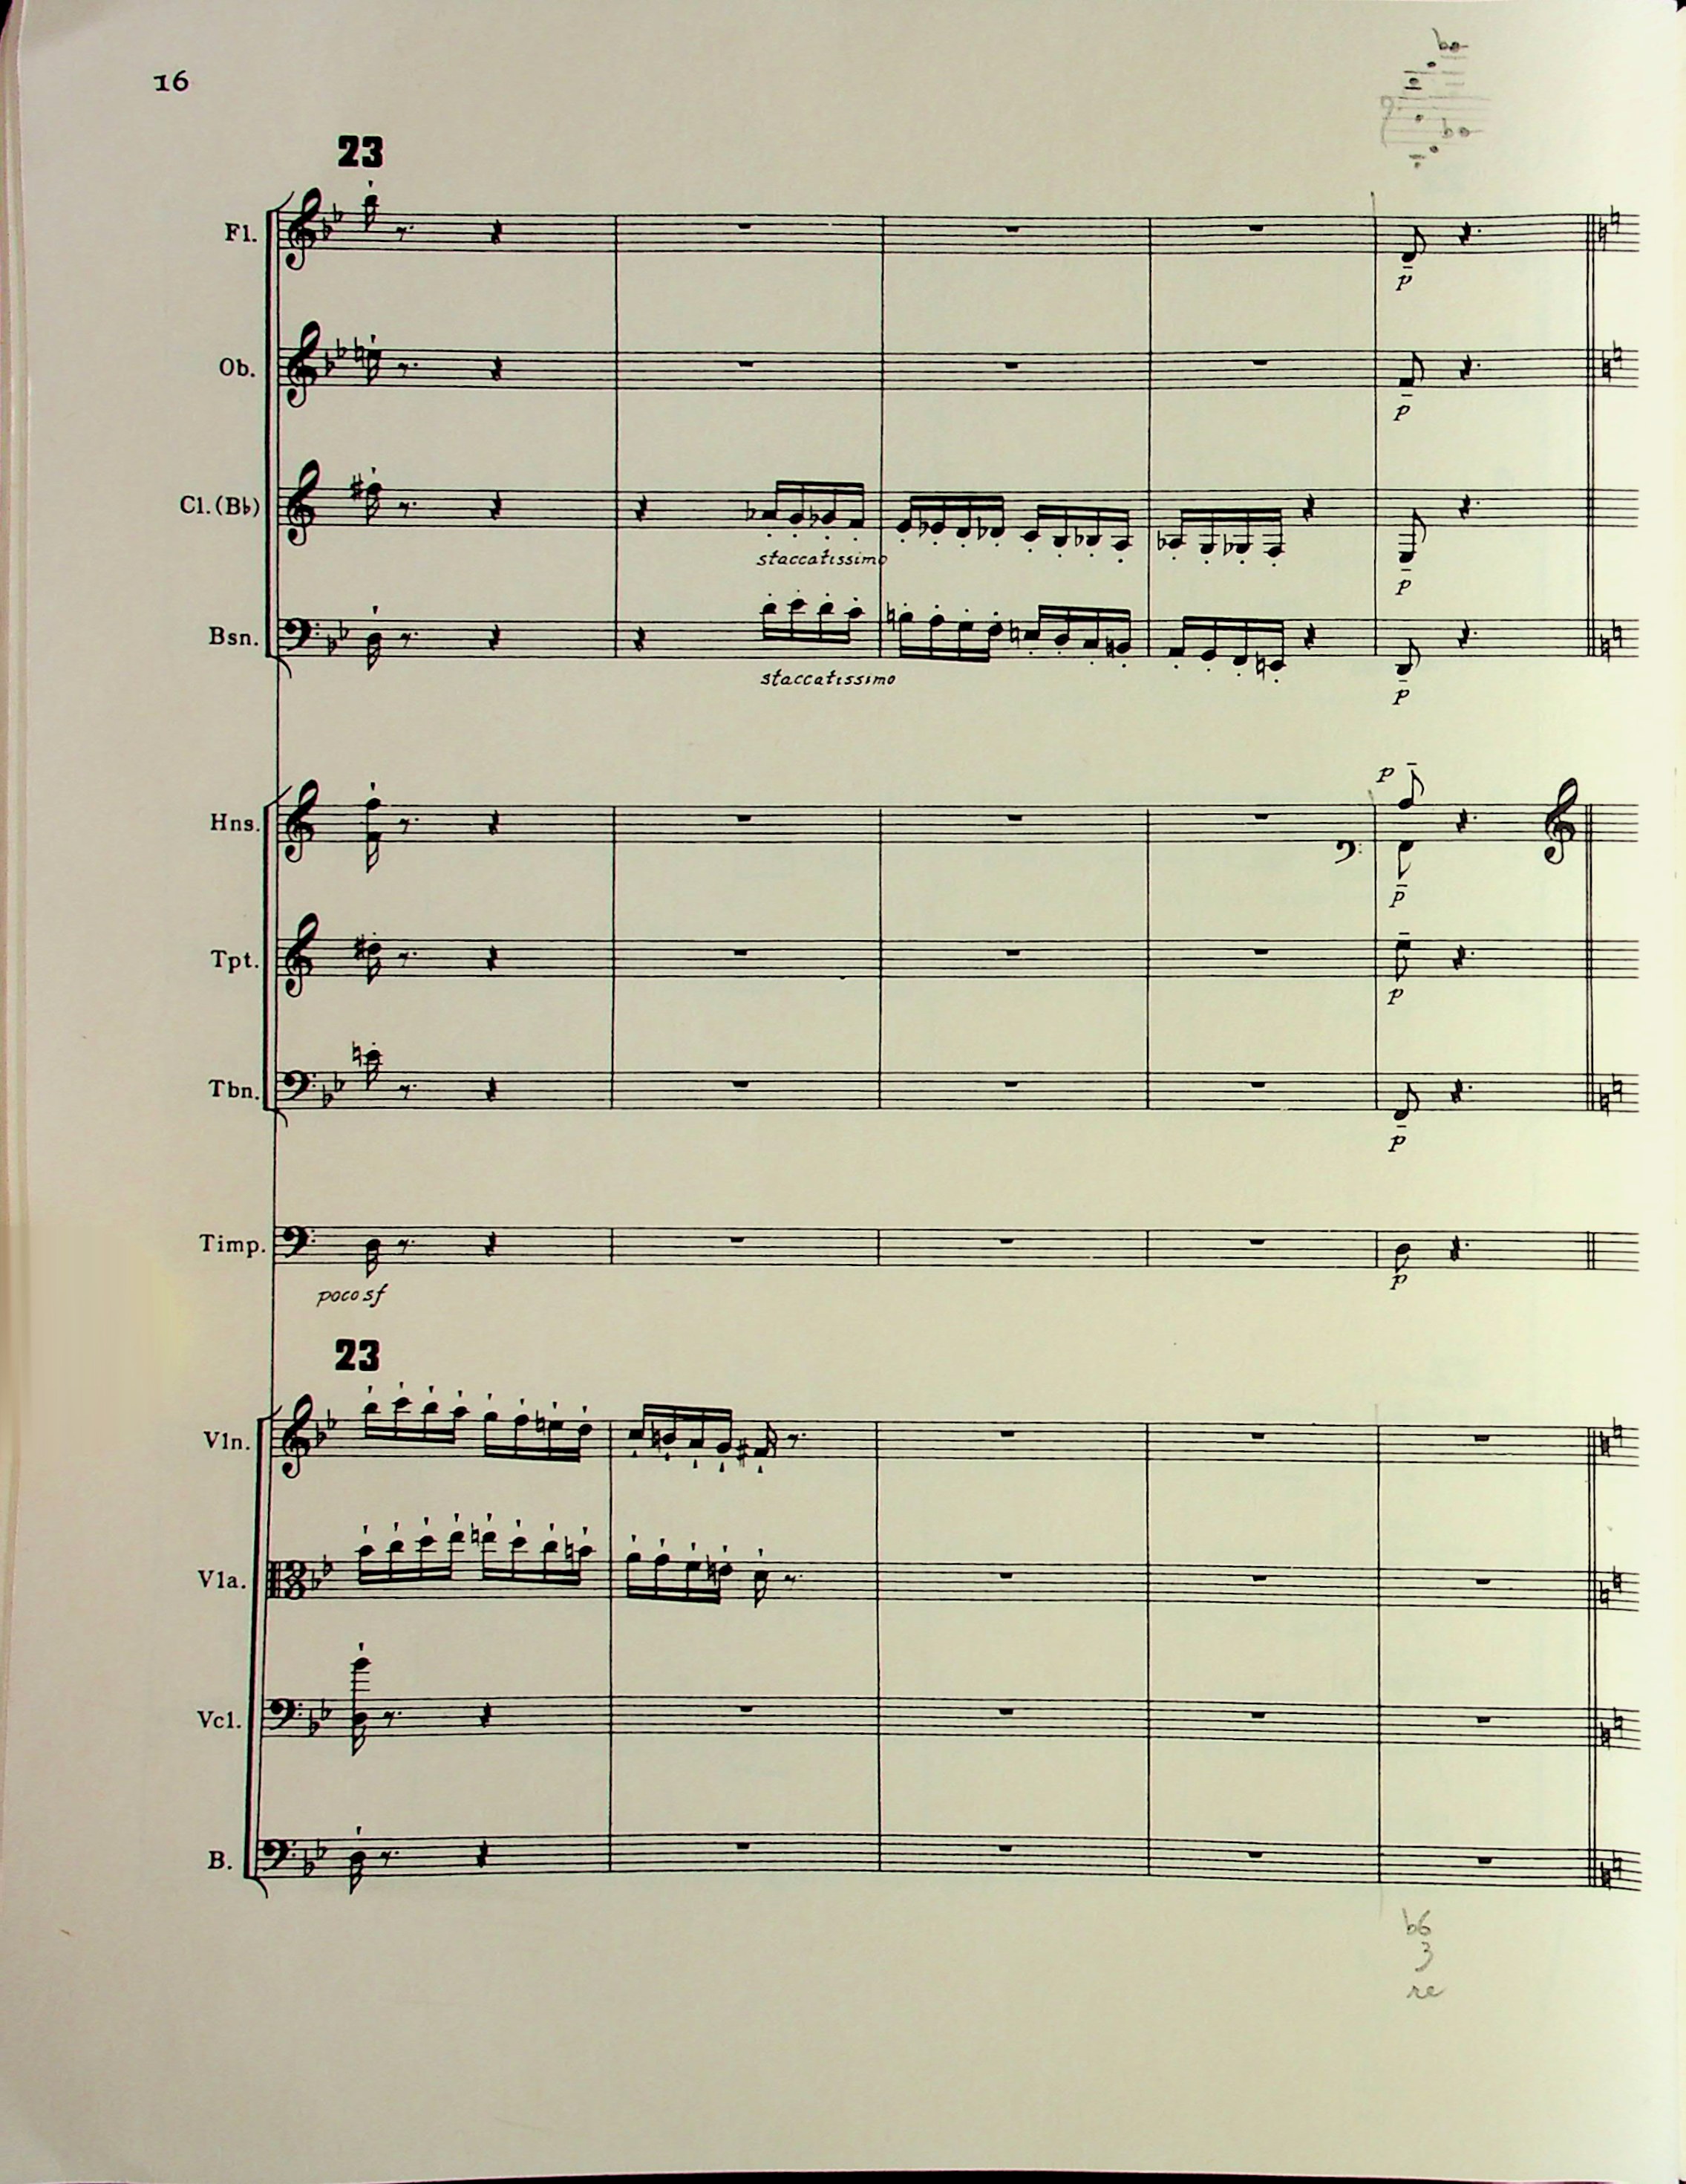 16
23
Fl.
p
Ob.
p
Cl. (B♭)
staccatissimo
p
Bsn.
staccatissimo
p
p
Hns.
p
Tpt.
p
Tbn.
p
Timp.
poco sf
p
23
Vln.
Vla.
Vcl.
B.
b6
3
re